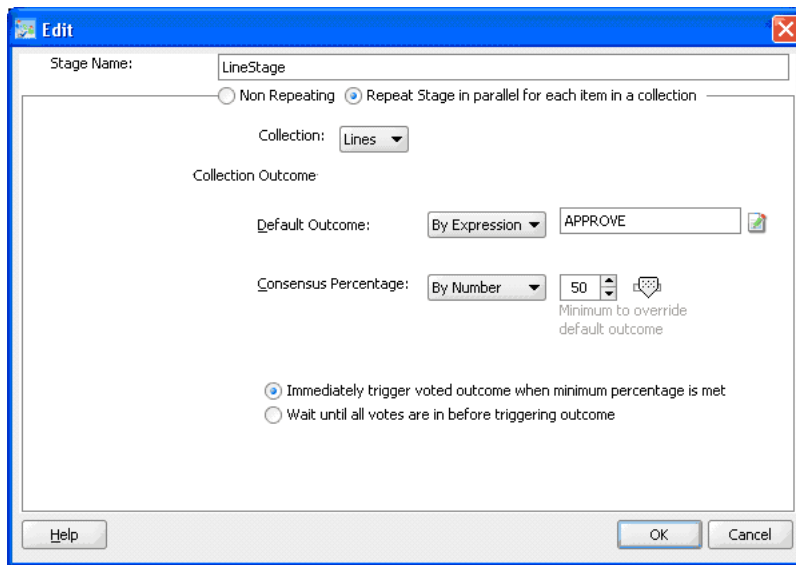 Edit
Stage Name: LineStage
Non Repeating Repeat Stage in parallel for each item in a collection
Collection: Lines
Collection Outcome
Default Outcome: By Expression APPROVE
Consensus Percentage: By Number 50
Minimum to override
default outcome
Immediately trigger voted outcome when minimum percentage is met
Wait until all votes are in before triggering outcome
Help OK Cancel